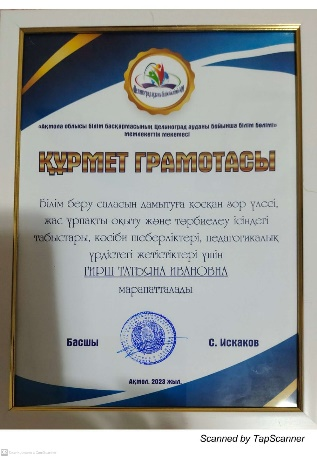 «Ақмола облысы білім басқармасының Целиноград ауданы бойынша білім бөлімі»
мемлекеттік мекемесі
ҚҰРМЕТ ГРАМОТАСЫ
Білім беру саласын дамытуға қосқан зор үлесі,
жас ұрпақты оқыту және тәрбиелеу ісіндегі
табыстары, кәсіби шеберліктері, педагогикалық
үрдістегі жетістіктері үшін
ГИРШ ТАТЬЯНА ИВАНОВНА
марапатталады
Басшы С. Искаков
Ақмол, 2023 жыл.
Scanned by TapScanner